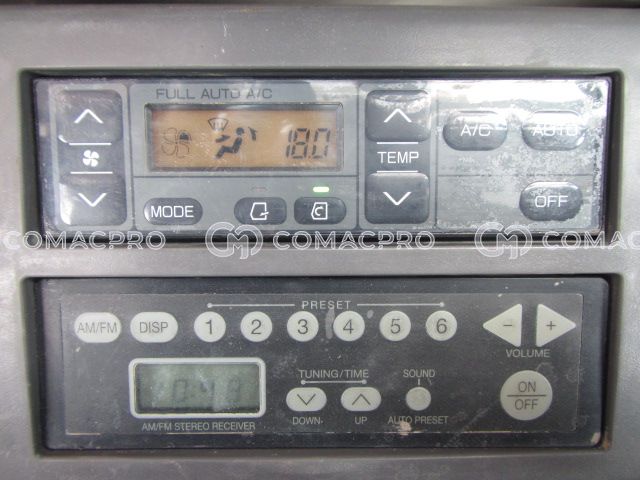 FULL AUTO A/C
18.0
TEMP
A/C
AUTO
MODE
OFF
COMACPRO COMACPRO COMACPRO
PRESET
AM/FM
DISP
1 2 3 4 5 6
- +
VOLUME
TUNING/TIME
SOUND
DOWN
UP
AUTO PRESET
ON
OFF
AM/FM STEREO RECEIVER